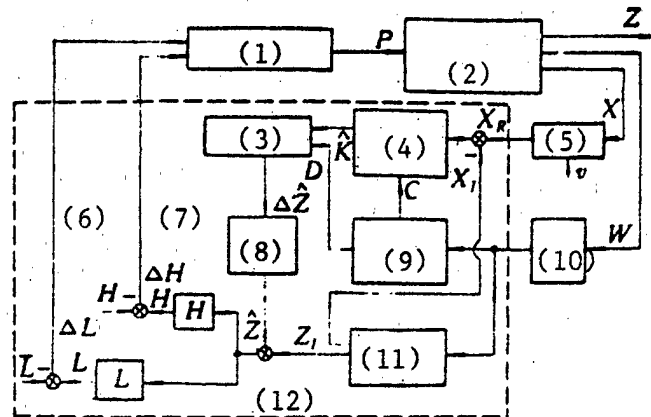 Z
(1)
P
(2)
X
X_R
(3)
K̂
(4)
(5)
D
X_I
-
C
v
(6)
(7)
ΔẐ
(8)
(9)
(10)
W
ΔH
H -
H
H
Ẑ
Z_I
(11)
ΔL
L -
L
L
(12)